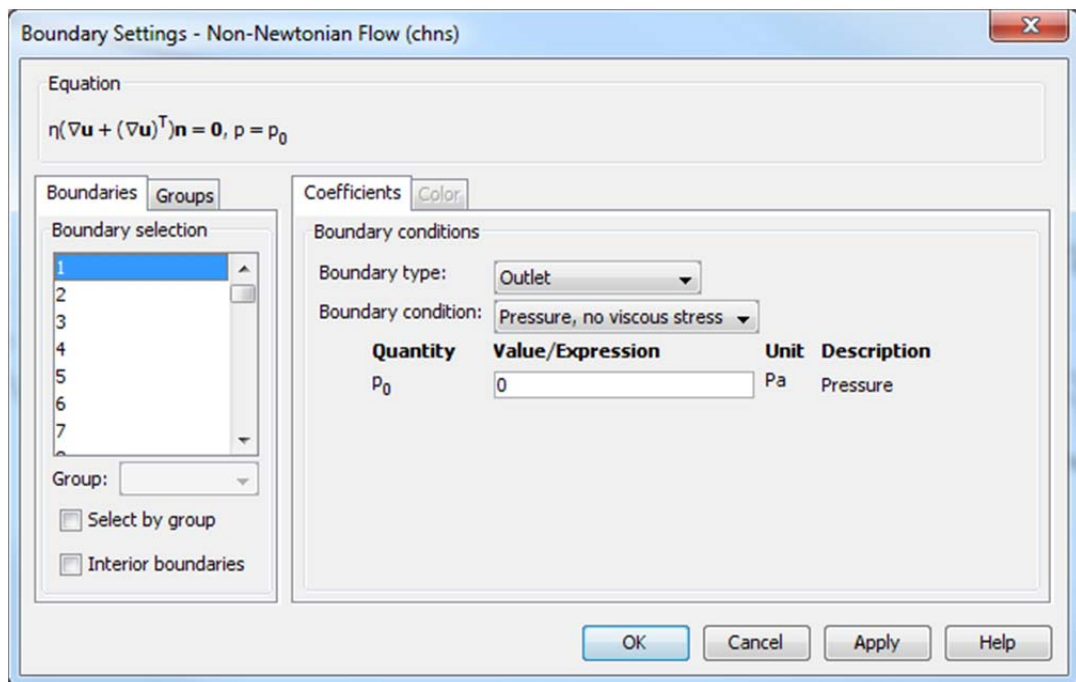 Boundary Settings - Non-Newtonian Flow (chns)
Equation
η(∇u + (∇u)ᵀ)n = 0, p = p₀
Boundaries Groups
Coefficients Color
Boundary selection
1
2
3
4
5
6
7
Group:
Select by group
Interior boundaries
Boundary conditions
Boundary type: Outlet
Boundary condition: Pressure, no viscous stress
Quantity Value/Expression Unit Description
p₀ 0 Pa Pressure
OK Cancel Apply Help